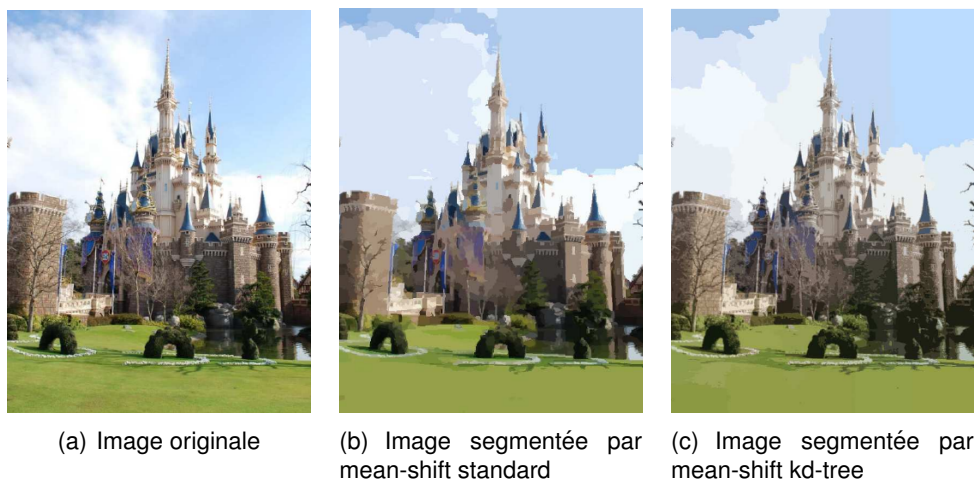 (a) Image originale
(b) Image segmentée par
mean-shift standard
(c) Image segmentée par
mean-shift kd-tree